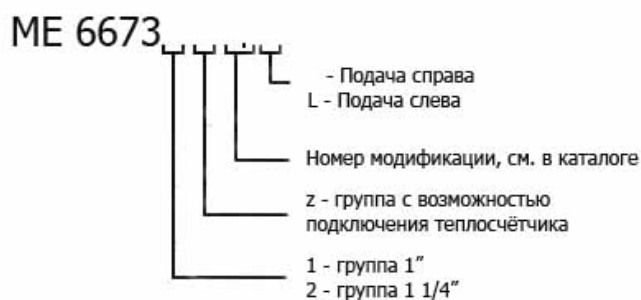 ME 6673
- Подача справа
L - Подача слева
Номер модификации, см. в каталоге
z - группа с возможностью
подключения теплосчётчика
1 - группа 1"
2 - группа 1 1/4"